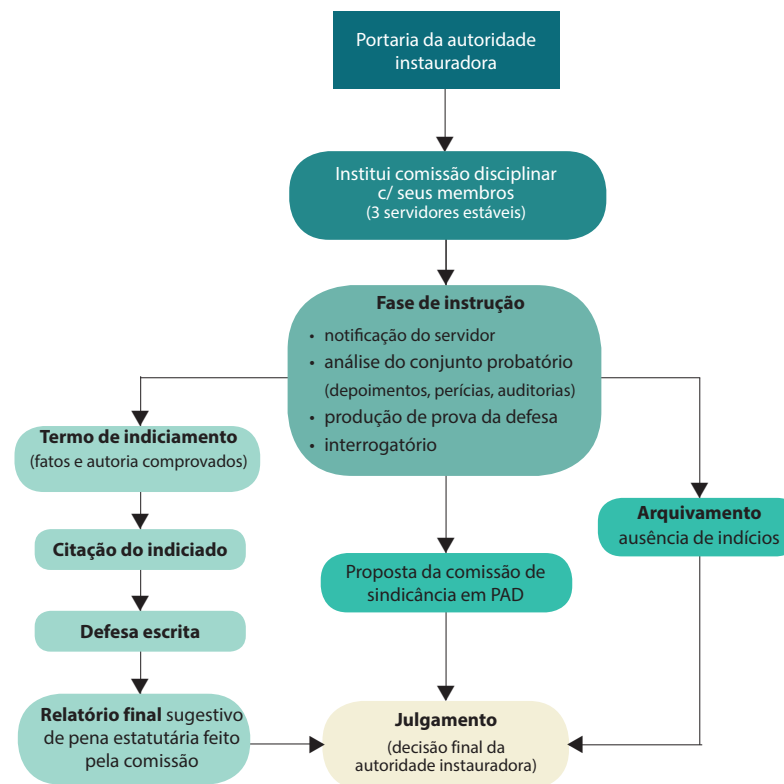 Portaria da autoridade
instauradora
Institui comissão disciplinar
c/ seus membros
(3 servidores estáveis)
Fase de instrução
• notificação do servidor
• análise do conjunto probatório
(depoimentos, perícias, auditorias)
• produção de prova da defesa
• interrogatório
Termo de indiciamento
(fatos e autoria comprovados)
Citação do indiciado
Defesa escrita
Relatório final sugestivo
de pena estatutária feito
pela comissão
Proposta da comissão de
sindicância em PAD
Arquivamento
ausência de indícios
Julgamento
(decisão final da
autoridade instauradora)